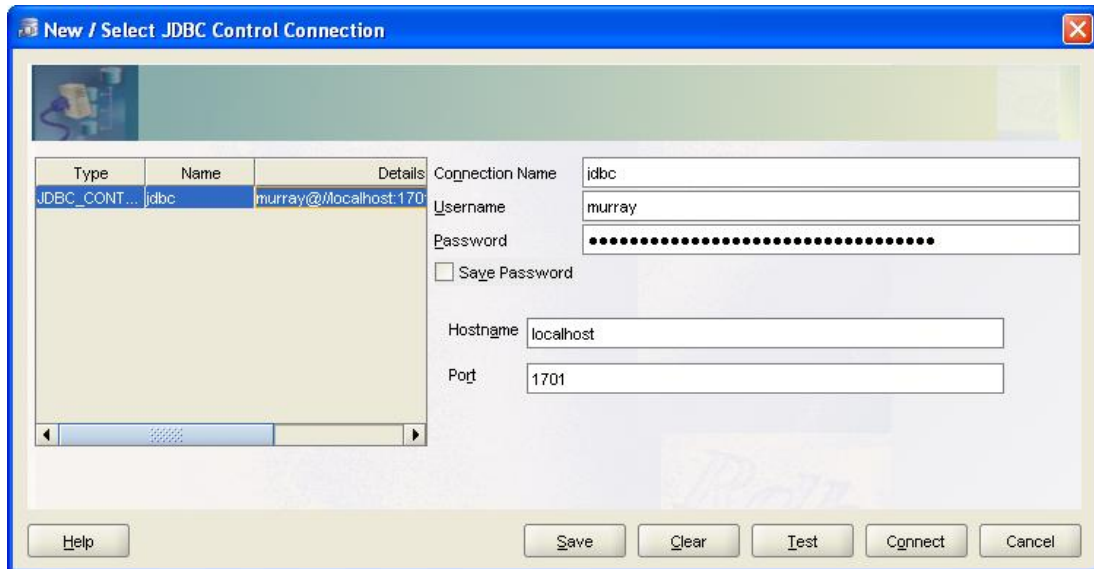 New / Select JDBC Control Connection
Type Name Details
JDBC_CONT... jdbc murray@//localhost:170
Connection Name jdbc
Username murray
Password ••••••••••••••••••••••••••••••••••
Save Password
Hostname localhost
Port 1701
Help Save Clear Test Connect Cancel